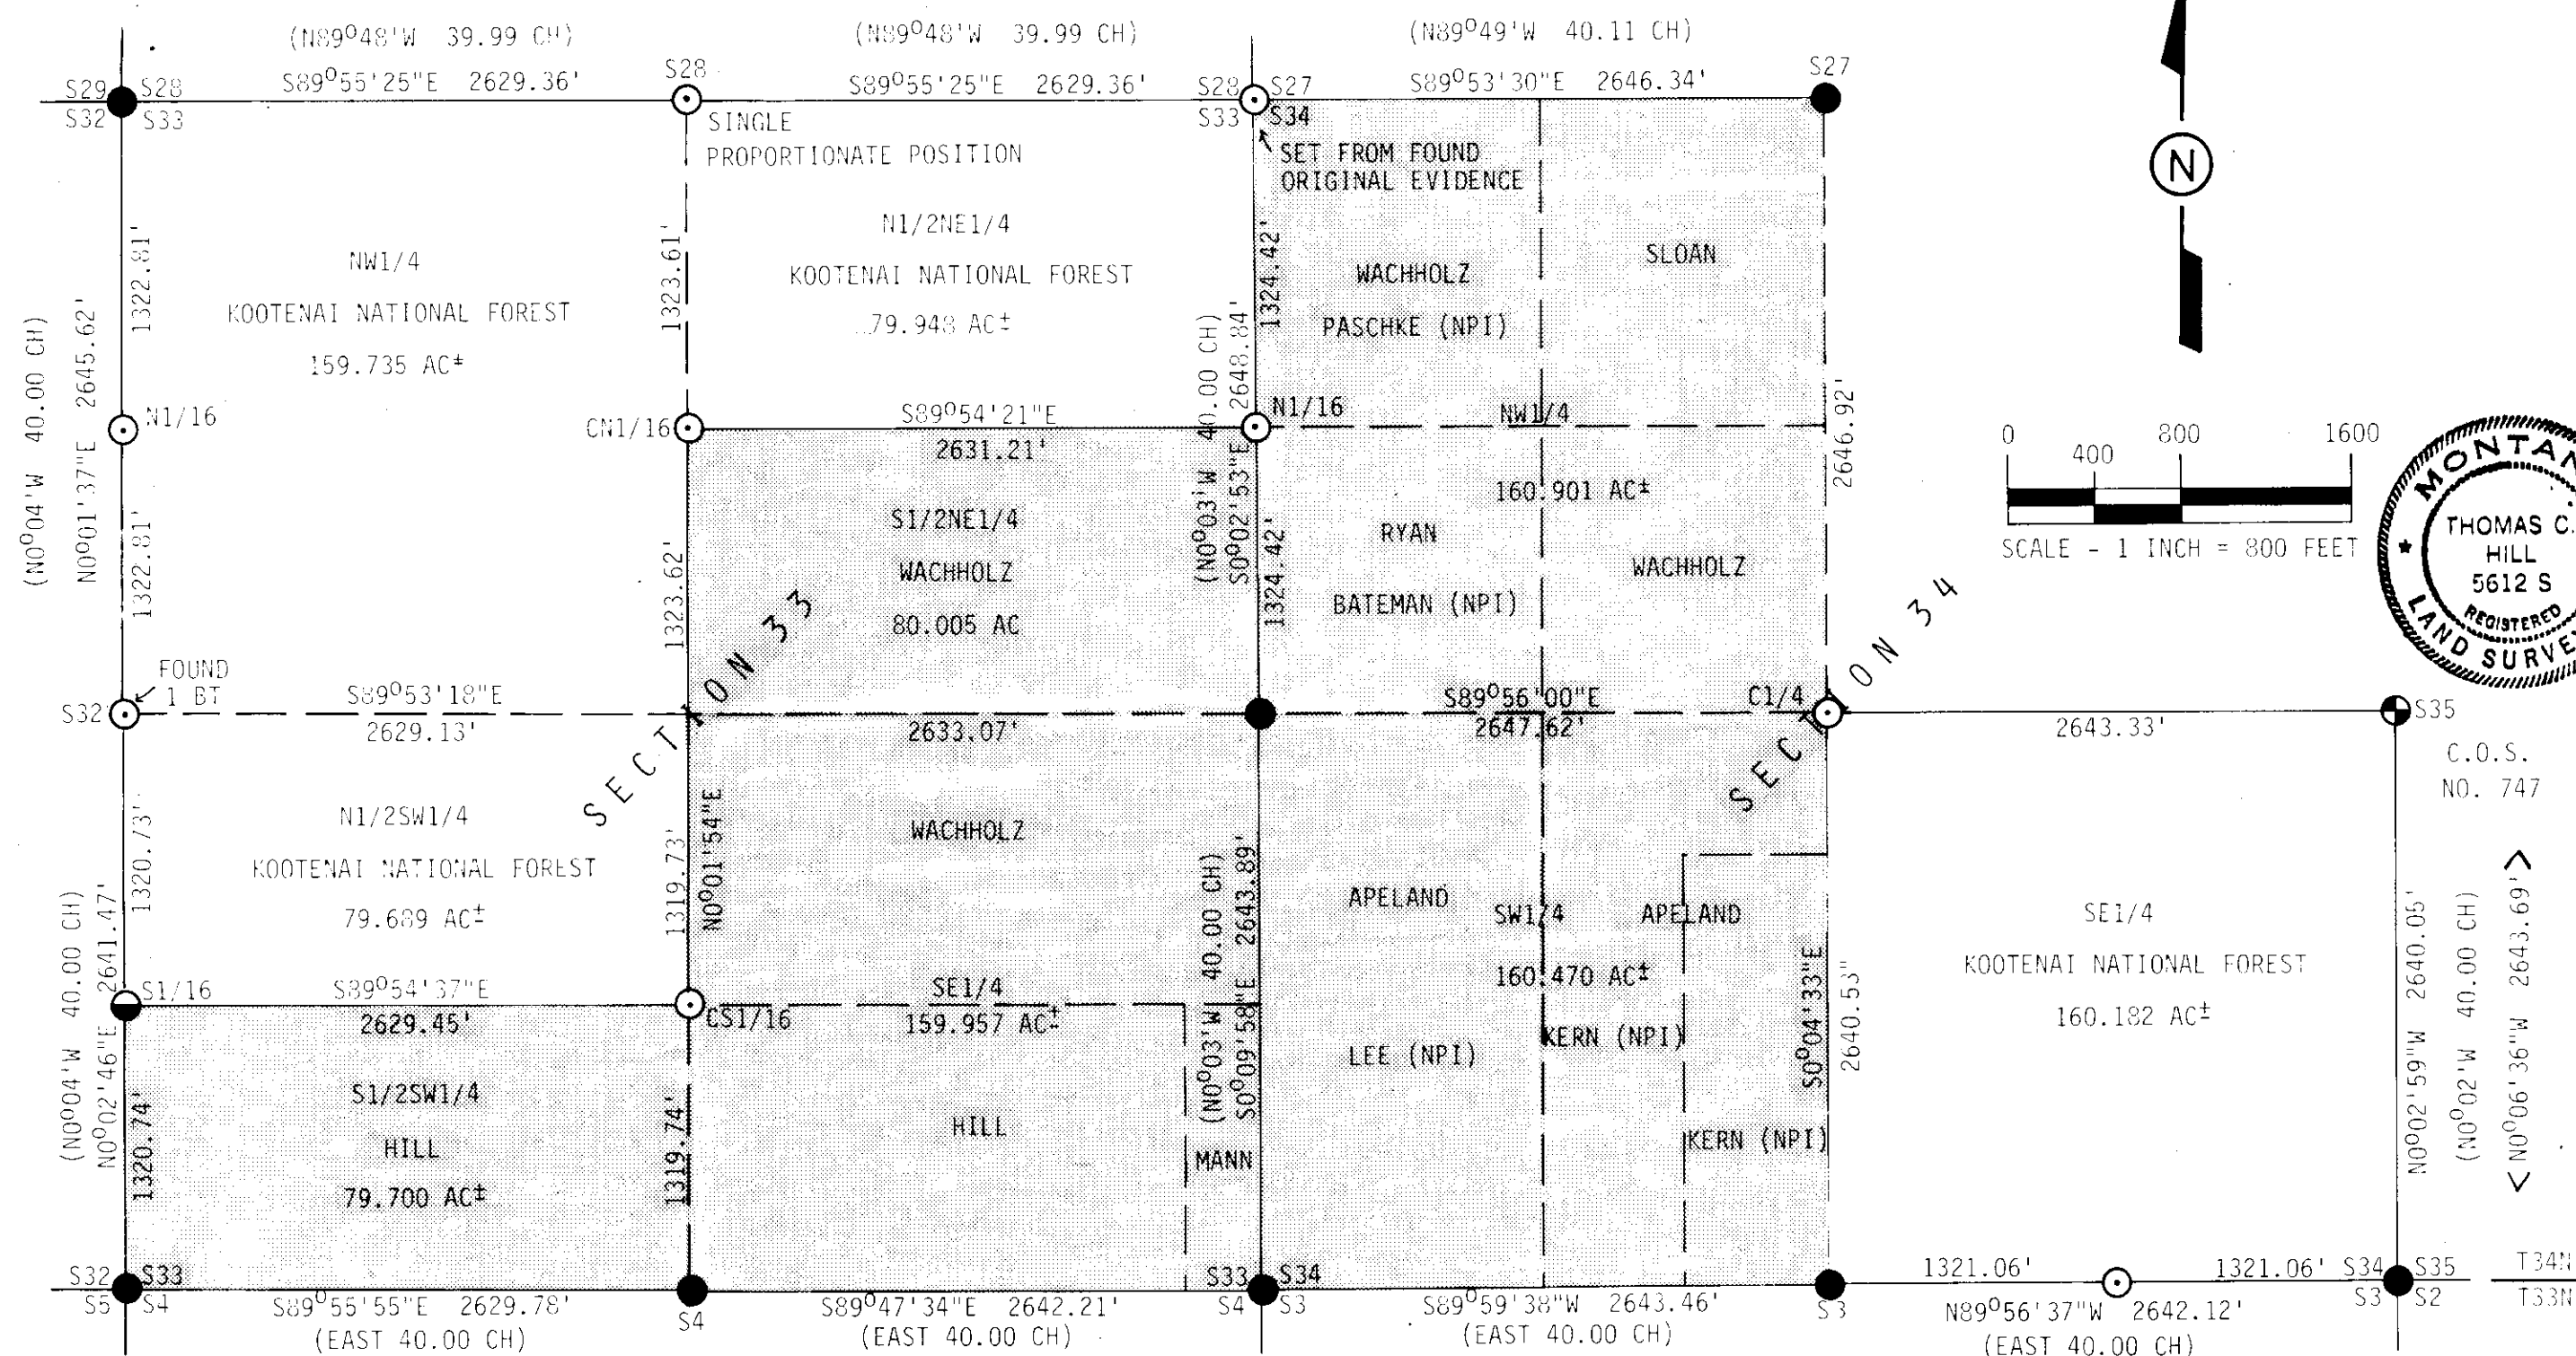 (N89°48'W 39.99 CH)
(N89°48'W 39.99 CH)
(N89°49'W 40.11 CH)
S29
S28
S89°55'25"E 2629.36'
S28
S89°55'25"E 2629.36'
S28
S27
S89°53'30"E 2646.34'
S27
S32
S33
SINGLE
PROPORTIONATE POSITION
S33
S34
SET FROM FOUND
ORIGINAL EVIDENCE
N
(N0°04'W 40.00 CH)
N0°01'37"E 2645.62'
1322.81'
NW1/4
KOOTENAI NATIONAL FOREST
159.735 AC±
1323.61'
N1/2NE1/4
KOOTENAI NATIONAL FOREST
79.948 AC±
(N0°03'W 40.00 CH)
S0°02'53"E 2648.84'
1324.42'
WACHHOLZ
PASCHKE (NPI)
SLOAN
2646.92'
N1/16
CN1/16
S89°54'21"E
2631.21'
N1/16
NW1/4
160.901 AC±
1322.81'
1323.62'
S1/2NE1/4
WACHHOLZ
80.005 AC
1324.42'
RYAN
BATEMAN (NPI)
WACHHOLZ
0
400
800
1600
SCALE - 1 INCH = 800 FEET
MONTAN
THOMAS C.
HILL
5612 S
REGISTERED
LAND SURVEY
SECTION 33
SECTION 34
FOUND
1 BT
S32
S89°53'18"E
2629.13'
2633.07'
S89°56'00"E
2647.62'
C1/4
2643.33'
S35
C.O.S.
NO. 747
(N0°04'W 40.00 CH)
N0°02'46"E 2641.47'
1320.73'
N1/2SW1/4
KOOTENAI NATIONAL FOREST
79.689 AC±
1319.73'
N0°01'54"E
WACHHOLZ
(N0°03'W 40.00 CH)
S0°09'58"E 2643.89'
APELAND
LEE (NPI)
SW1/4
160.470 AC±
KERN (NPI)
APELAND
KERN (NPI)
S0°04'33"E
2640.53"
SE1/4
KOOTENAI NATIONAL FOREST
160.182 AC±
N0°02'59"W 2640.05'
(N0°02'W 40.00 CH)
<N0°06'36"W 2643.69'>
S1/16
S89°54'37"E
2629.45'
CS1/16
SE1/4
159.957 AC±
1320.74'
S1/2SW1/4
HILL
79.700 AC±
1319.74'
HILL
MANN
S32
S33
S5
S4
S89°55'55"E 2629.78'
(EAST 40.00 CH)
S4
S89°47'34"E 2642.21'
(EAST 40.00 CH)
S33
S34
S4
S3
S89°59'38"W 2643.46'
(EAST 40.00 CH)
S3
1321.06'
1321.06'
N89°56'37"W 2642.12'
(EAST 40.00 CH)
S34
S35
S3
S2
T34N
T33N